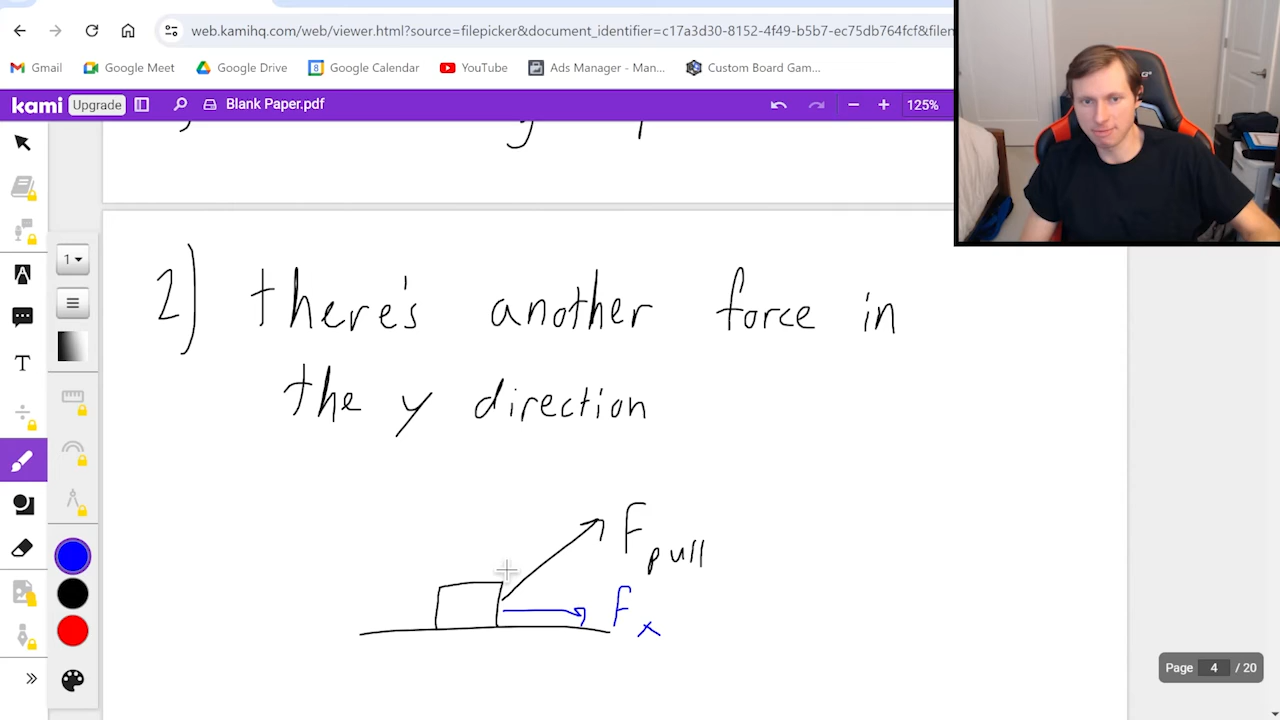 web.kamihq.com/web/viewer.html?source=filepicker&document_identifier=c17a3d30-8152-4f49-b5b7-ec75db764fcf&filen
Gmail Google Meet Google Drive Google Calendar YouTube Ads Manager - Man... Custom Board Gam...
kami Upgrade Blank Paper.pdf 125%
1
2) there's another force in
the y direction
F pull
F x
Page 4 / 20